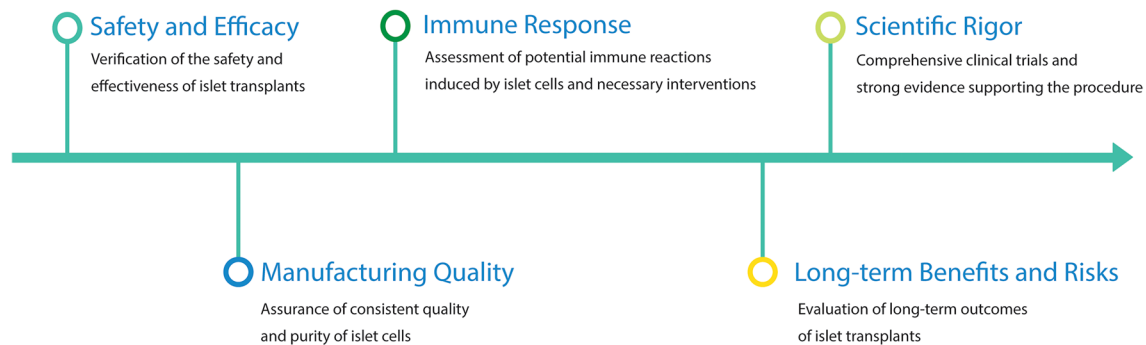 Safety and Efficacy
Verification of the safety and
effectiveness of islet transplants
Immune Response
Assessment of potential immune reactions
induced by islet cells and necessary interventions
Scientific Rigor
Comprehensive clinical trials and
strong evidence supporting the procedure
Manufacturing Quality
Assurance of consistent quality
and purity of islet cells
Long-term Benefits and Risks
Evaluation of long-term outcomes
of islet transplants